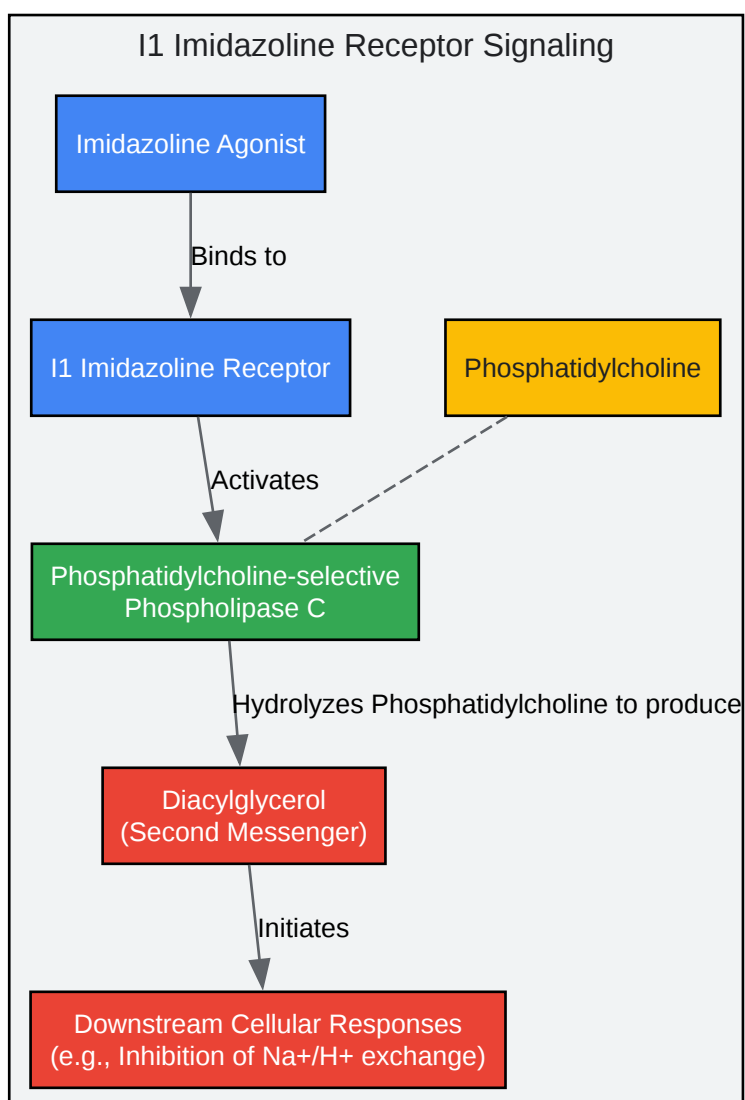 I1 Imidazoline Receptor Signaling
Imidazoline Agonist
Binds to
I1 Imidazoline Receptor
Phosphatidylcholine
Activates
Phosphatidylcholine-selective
Phospholipase C
Hydrolyzes Phosphatidylcholine to produce
Diacylglycerol
(Second Messenger)
Initiates
Downstream Cellular Responses
(e.g., Inhibition of Na+/H+ exchange)